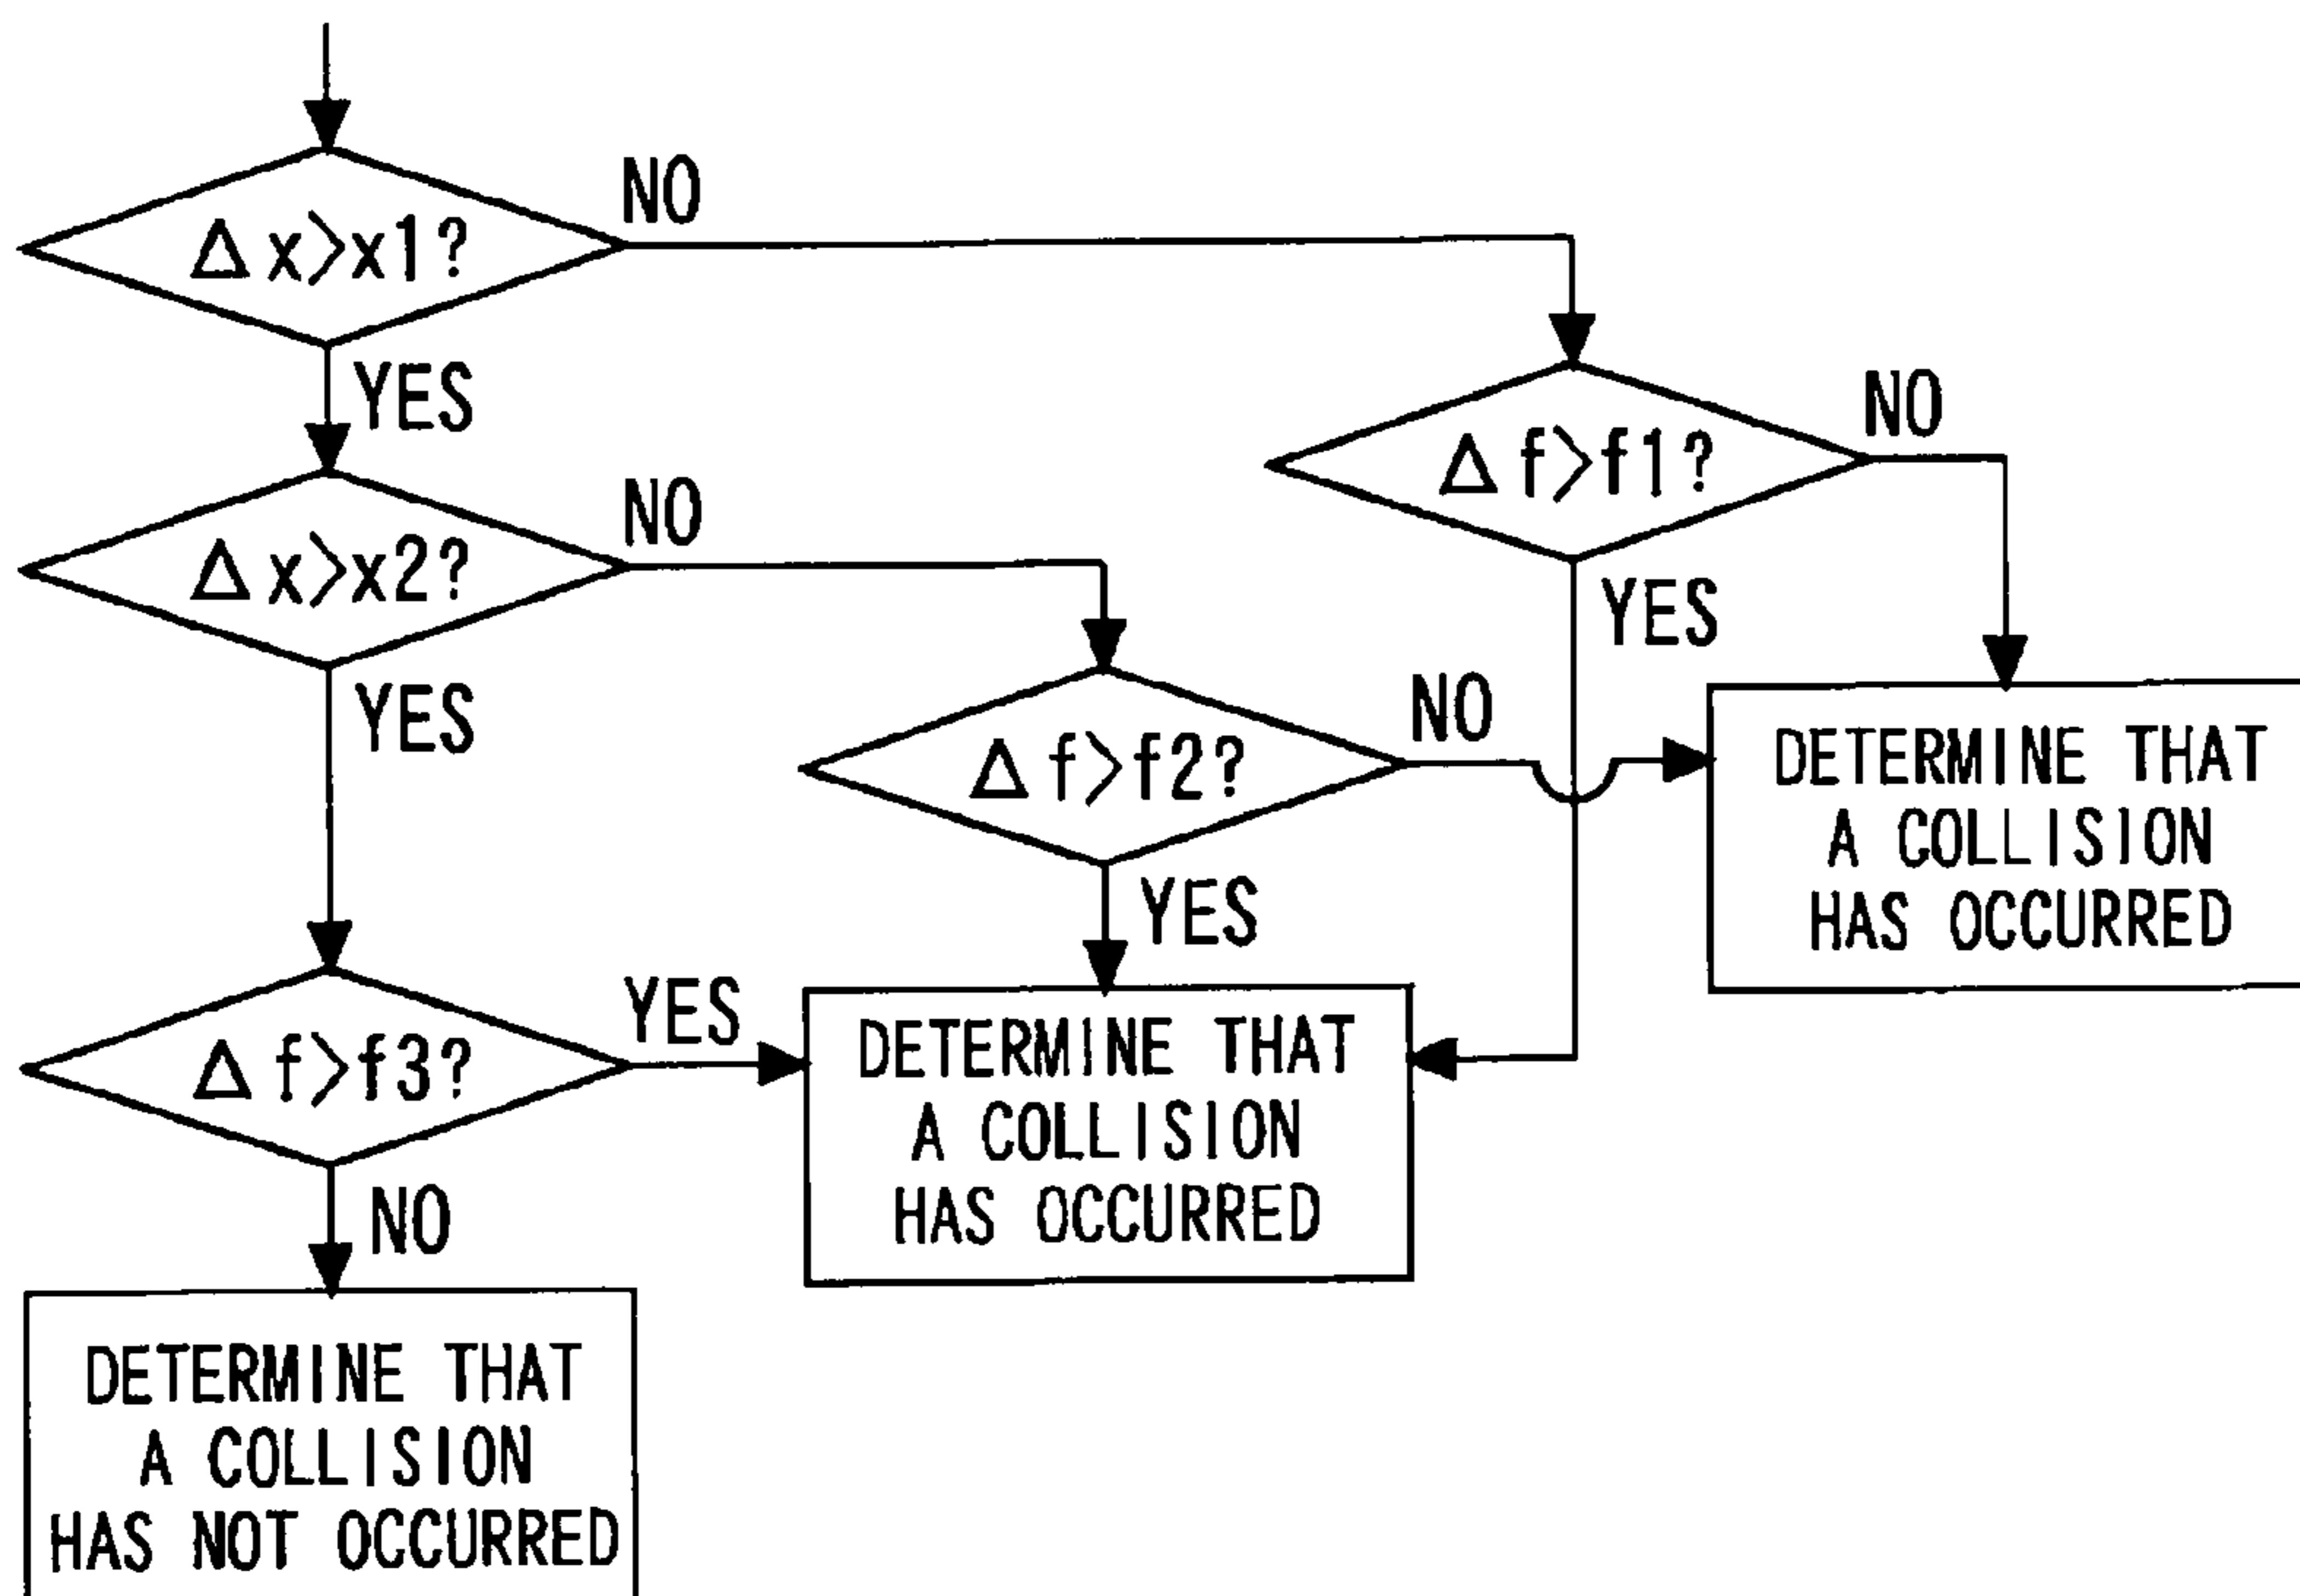 NO
Δx>x1?
YES
NO
Δf>f1?
NO
Δx>x2?
YES
YES
NO
Δf>f2?
DETERMINE THAT
A COLLISION
HAS OCCURRED
YES
YES
Δf>f3?
DETERMINE THAT
A COLLISION
HAS OCCURRED
NO
DETERMINE THAT
A COLLISION
HAS NOT OCCURRED